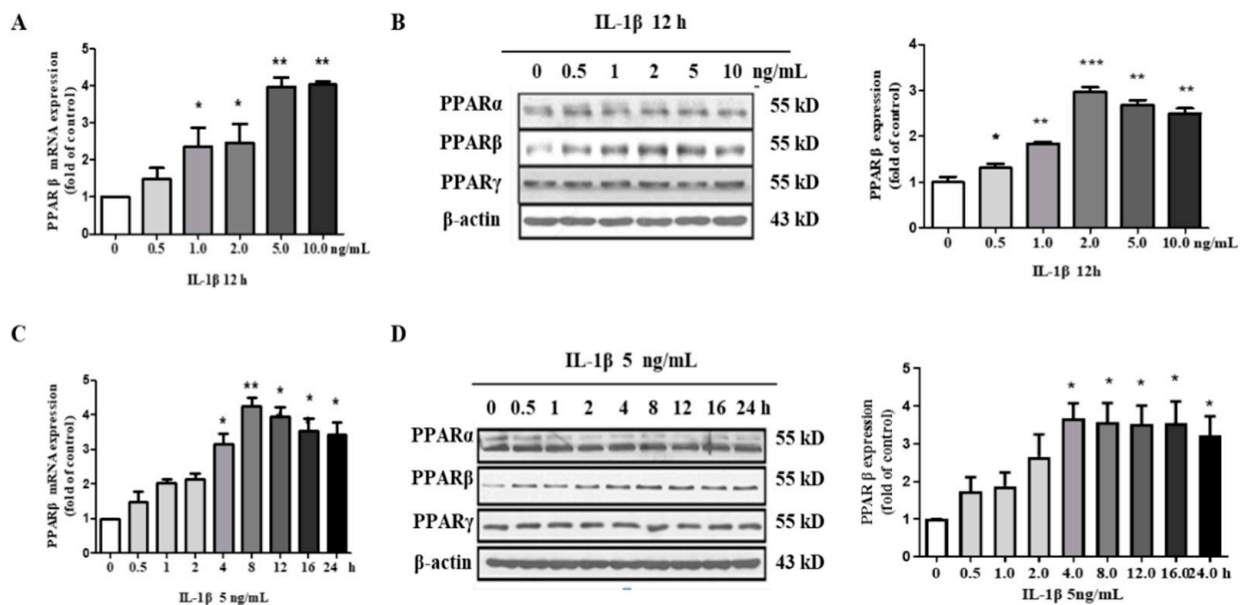 A
PPAR β mRNA expression
(fold of control)
5
4
3
2
1
0
*
*
**
**
0 0.5 1.0 2.0 5.0 10.0 ng/mL
IL-1β 12 h
B
IL-1β 12 h
0 0.5 1 2 5 10 ng/mL
PPARα 55 kD
PPARβ 55 kD
PPARγ 55 kD
β-actin 43 kD
PPAR β expression
(fold of control)
4
3
2
1
0
*
**
***
**
**
0 0.5 1.0 2.0 5.0 10.0 ng/mL
IL-1β 12h
C
PPARβ mRNA expression
(fold of control)
5
4
3
2
1
0
*
**
*
*
*
0 0.5 1 2 4 8 12 16 24 h
IL-1β 5 ng/mL
D
IL-1β 5 ng/mL
0 0.5 1 2 4 8 12 16 24 h
PPARα 55 kD
PPARβ 55 kD
PPARγ 55 kD
β-actin 43 kD
PPAR β expression
(fold of control)
5
4
3
2
1
0
*
*
*
*
*
0 0.5 1.0 2.0 4.0 8.0 12.0 16.0 24.0 h
IL-1β 5ng/mL